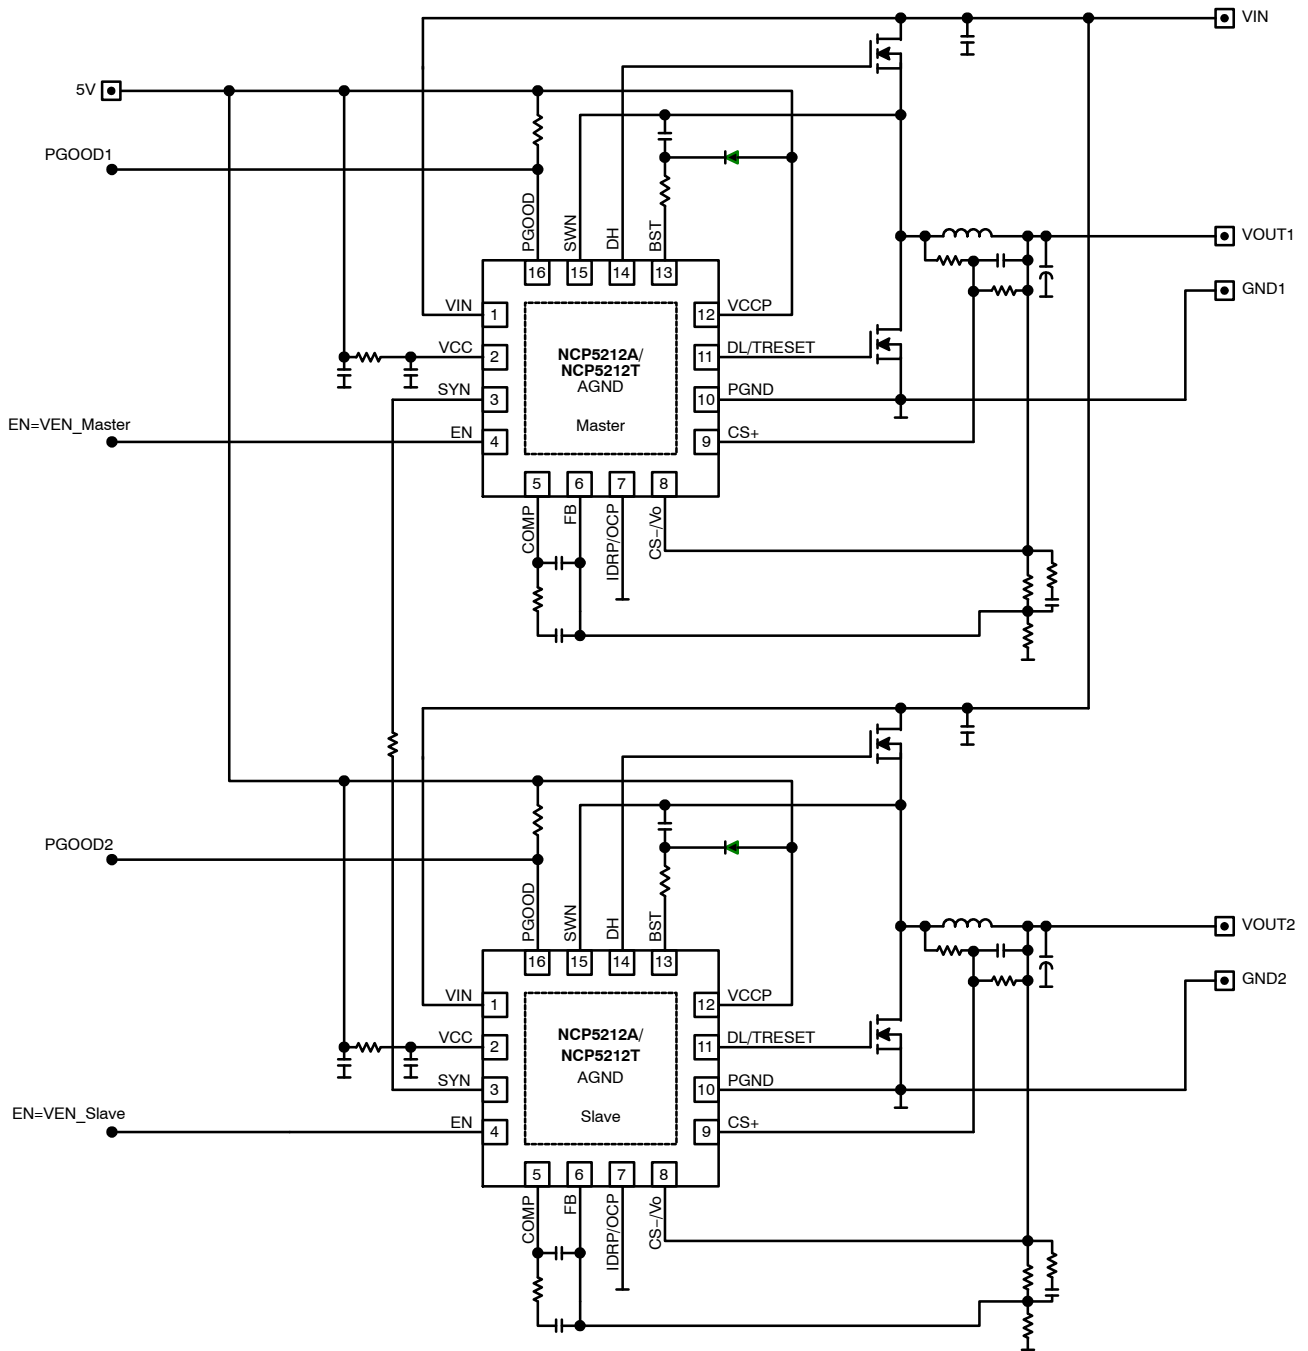 VIN
5V
PGOOD1
PGOOD
SWN
DH
BST
VOUT1
GND1
16
15
14
13
VIN
1
12
VCCP
VCC
2
NCP5212A/
NCP5212T
AGND
Master
11
DL/TRESET
SYN
3
10
PGND
EN=VEN_Master
EN
4
9
CS+
5
6
7
8
COMP
FB
IDRP/OCP
CS−/Vo
PGOOD2
PGOOD
SWN
DH
BST
VOUT2
GND2
16
15
14
13
VIN
1
12
VCCP
VCC
2
NCP5212A/
NCP5212T
AGND
Slave
11
DL/TRESET
SYN
3
10
PGND
EN=VEN_Slave
EN
4
9
CS+
5
6
7
8
COMP
FB
IDRP/OCP
CS−/Vo